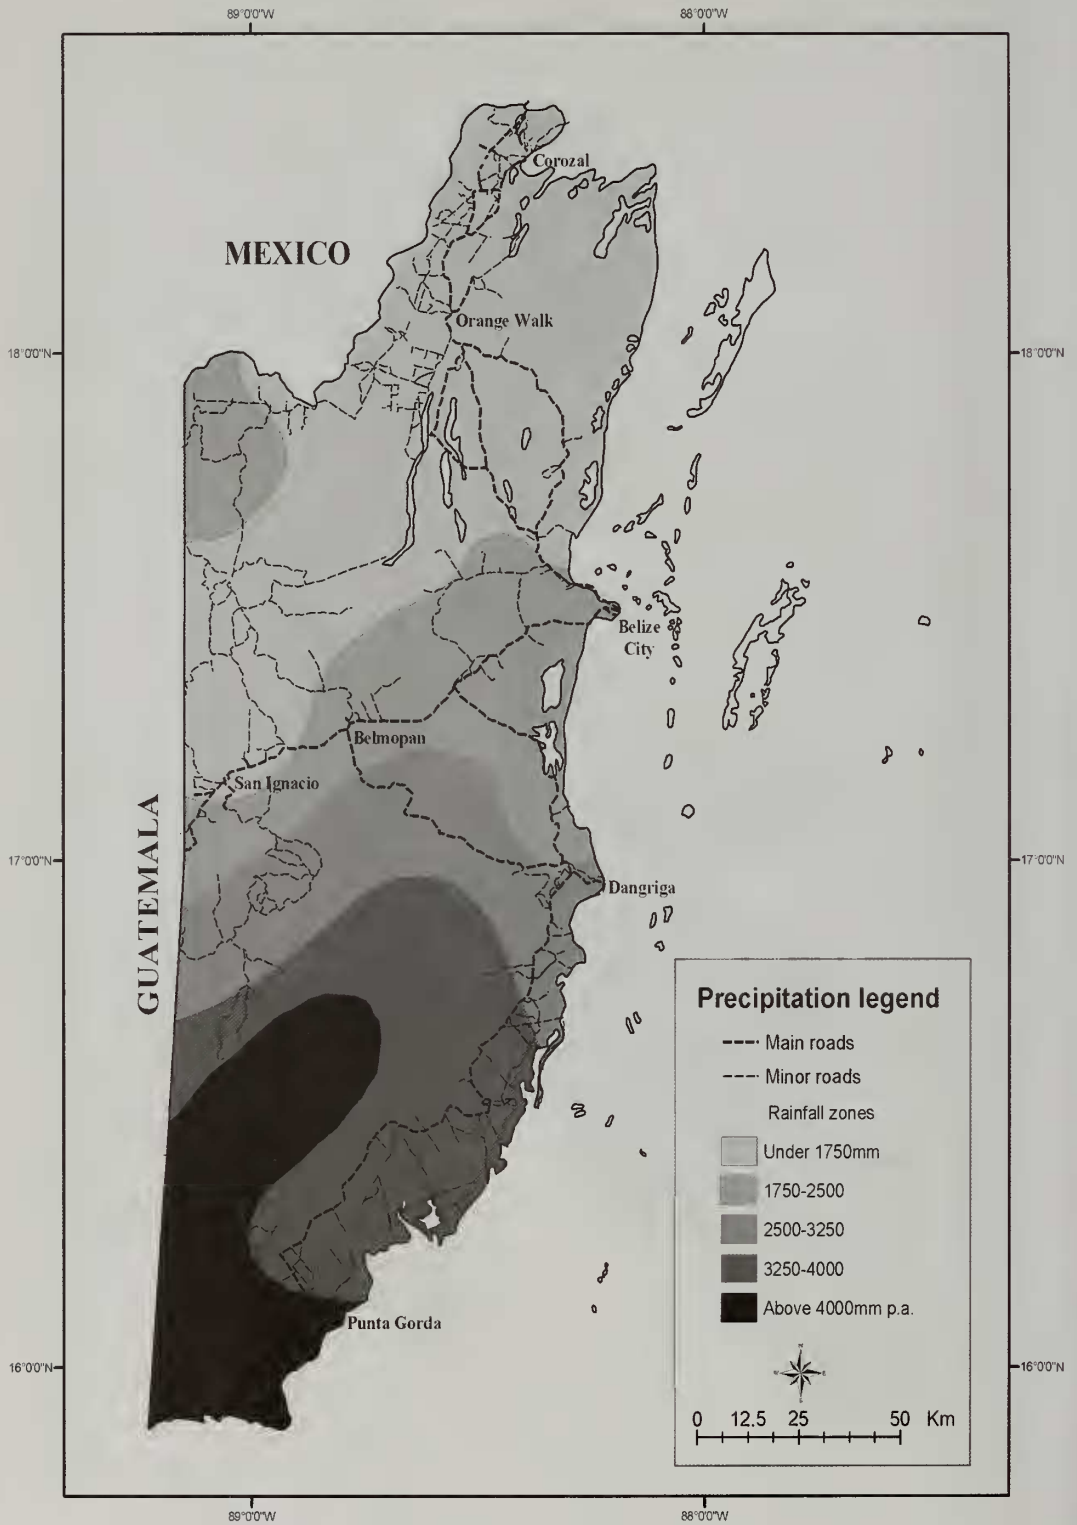 89°0'0"W
88°0'0"W
Corozal
MEXICO
Orange Walk
18°0'0"N
18°0'0"N
Belize
City
Belmopan
San Ignacio
GUATEMALA
17°0'0"N
17°0'0"N
Dangriga
Precipitation legend
Main roads
Minor roads
Rainfall zones
Under 1750mm
1750-2500
2500-3250
3250-4000
Above 4000mm p.a.
Punta Gorda
16°0'0"N
16°0'0"N
N
W
E
S
0 12.5 25 50 Km
89°0'0"W
88°0'0"W